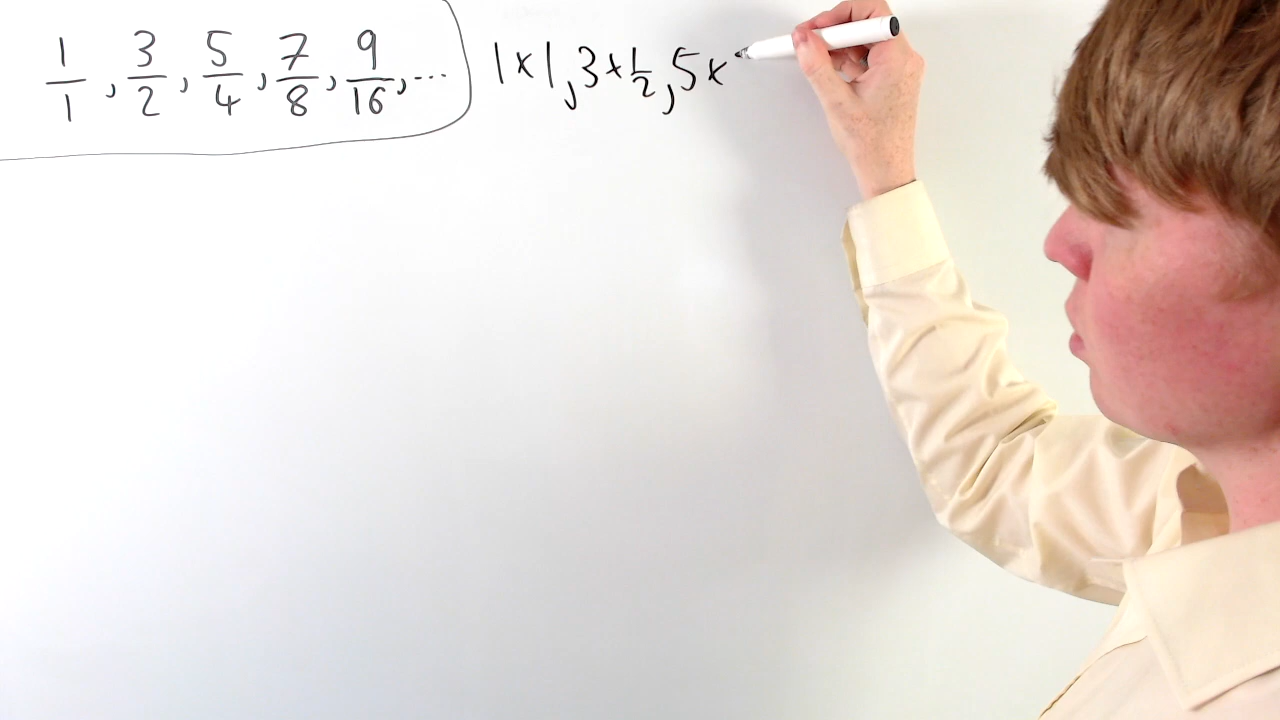 1/1, 3/2, 5/4, 7/8, 9/16, ... 1×1, 3×1/2, 5×